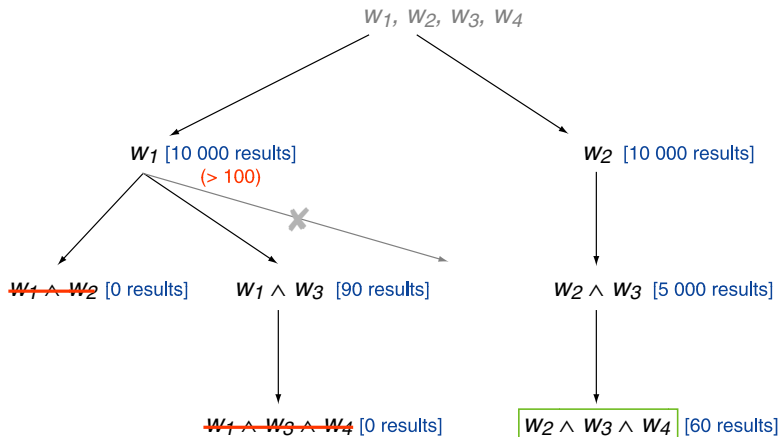 w1, w2, w3, w4
w1 [10 000 results]
(> 100)
w2 [10 000 results]
w1 ∧ w2 [0 results]
w1 ∧ w3 [90 results]
w2 ∧ w3 [5 000 results]
w1 ∧ w3 ∧ w4 [0 results]
w2 ∧ w3 ∧ w4 [60 results]